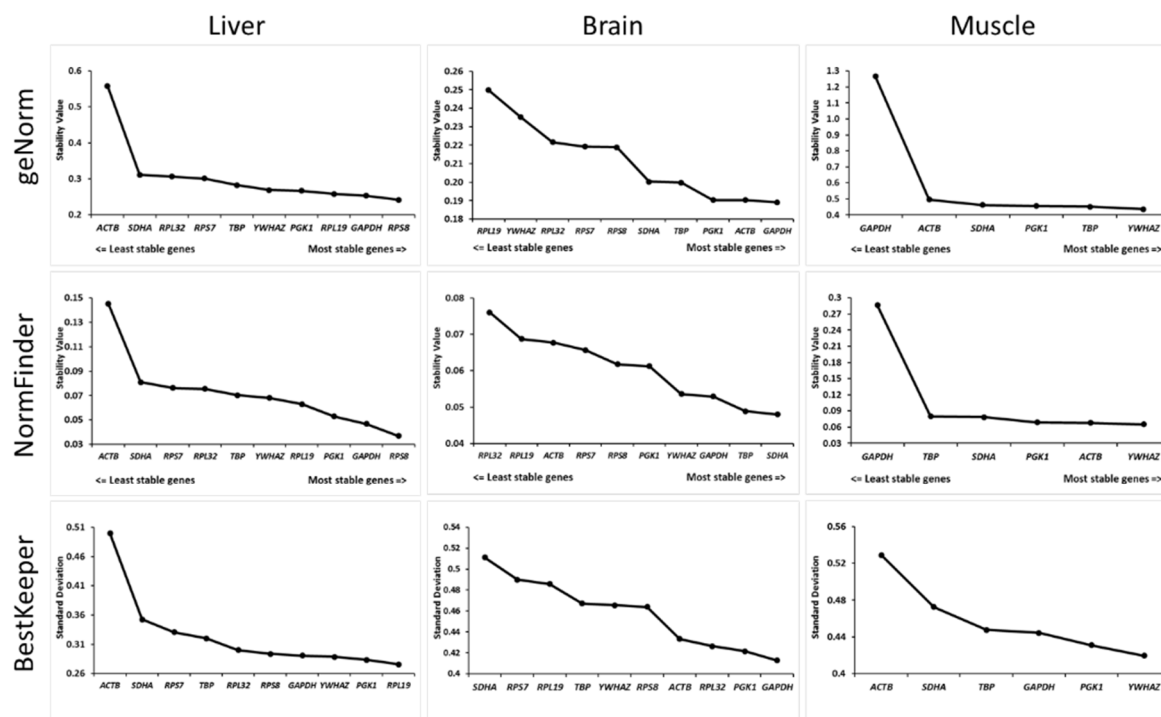 Liver
Brain
Muscle
geNorm
Stability Value
0.6
0.5
0.4
0.3
0.2
ACTB SDHA RPL32 RPS7 TBP YWHAZ PGK1 RPL19 GAPDH RPS8
<= Least stable genes Most stable genes =>
Stability Value
0.26
0.25
0.24
0.23
0.22
0.21
0.20
0.19
0.18
RPL19 YWHAZ RPL32 RPS7 RPS8 SDHA TBP PGK1 ACTB GAPDH
<= Least stable genes Most stable genes =>
Stability Value
1.3
1.2
1.1
1.0
0.9
0.8
0.7
0.6
0.5
0.4
GAPDH ACTB SDHA PGK1 TBP YWHAZ
<= Least stable genes Most stable genes =>
NormFinder
Stability Value
0.15
0.13
0.11
0.09
0.07
0.05
0.03
ACTB SDHA RPS7 RPL32 TBP YWHAZ RPL19 PGK1 GAPDH RPS8
<= Least stable genes Most stable genes =>
Stability Value
0.08
0.07
0.06
0.05
0.04
RPL32 RPL19 ACTB RPS7 RPS8 PGK1 YWHAZ GAPDH TBP SDHA
<= Least stable genes Most stable genes =>
Stability Value
0.3
0.27
0.24
0.21
0.18
0.15
0.12
0.09
0.06
0.03
GAPDH TBP SDHA PGK1 ACTB YWHAZ
<= Least stable genes Most stable genes =>
BestKeeper
Standard Deviation
0.51
0.46
0.41
0.36
0.31
0.26
ACTB SDHA RPS7 TBP RPL32 RPS8 GAPDH YWHAZ PGK1 RPL19
Standard Deviation
0.54
0.52
0.5
0.48
0.46
0.44
0.42
0.4
SDHA RPS7 RPL19 TBP YWHAZ RPS8 ACTB RPL32 PGK1 GAPDH
Standard Deviation
0.56
0.52
0.48
0.44
0.4
ACTB SDHA TBP GAPDH PGK1 YWHAZ